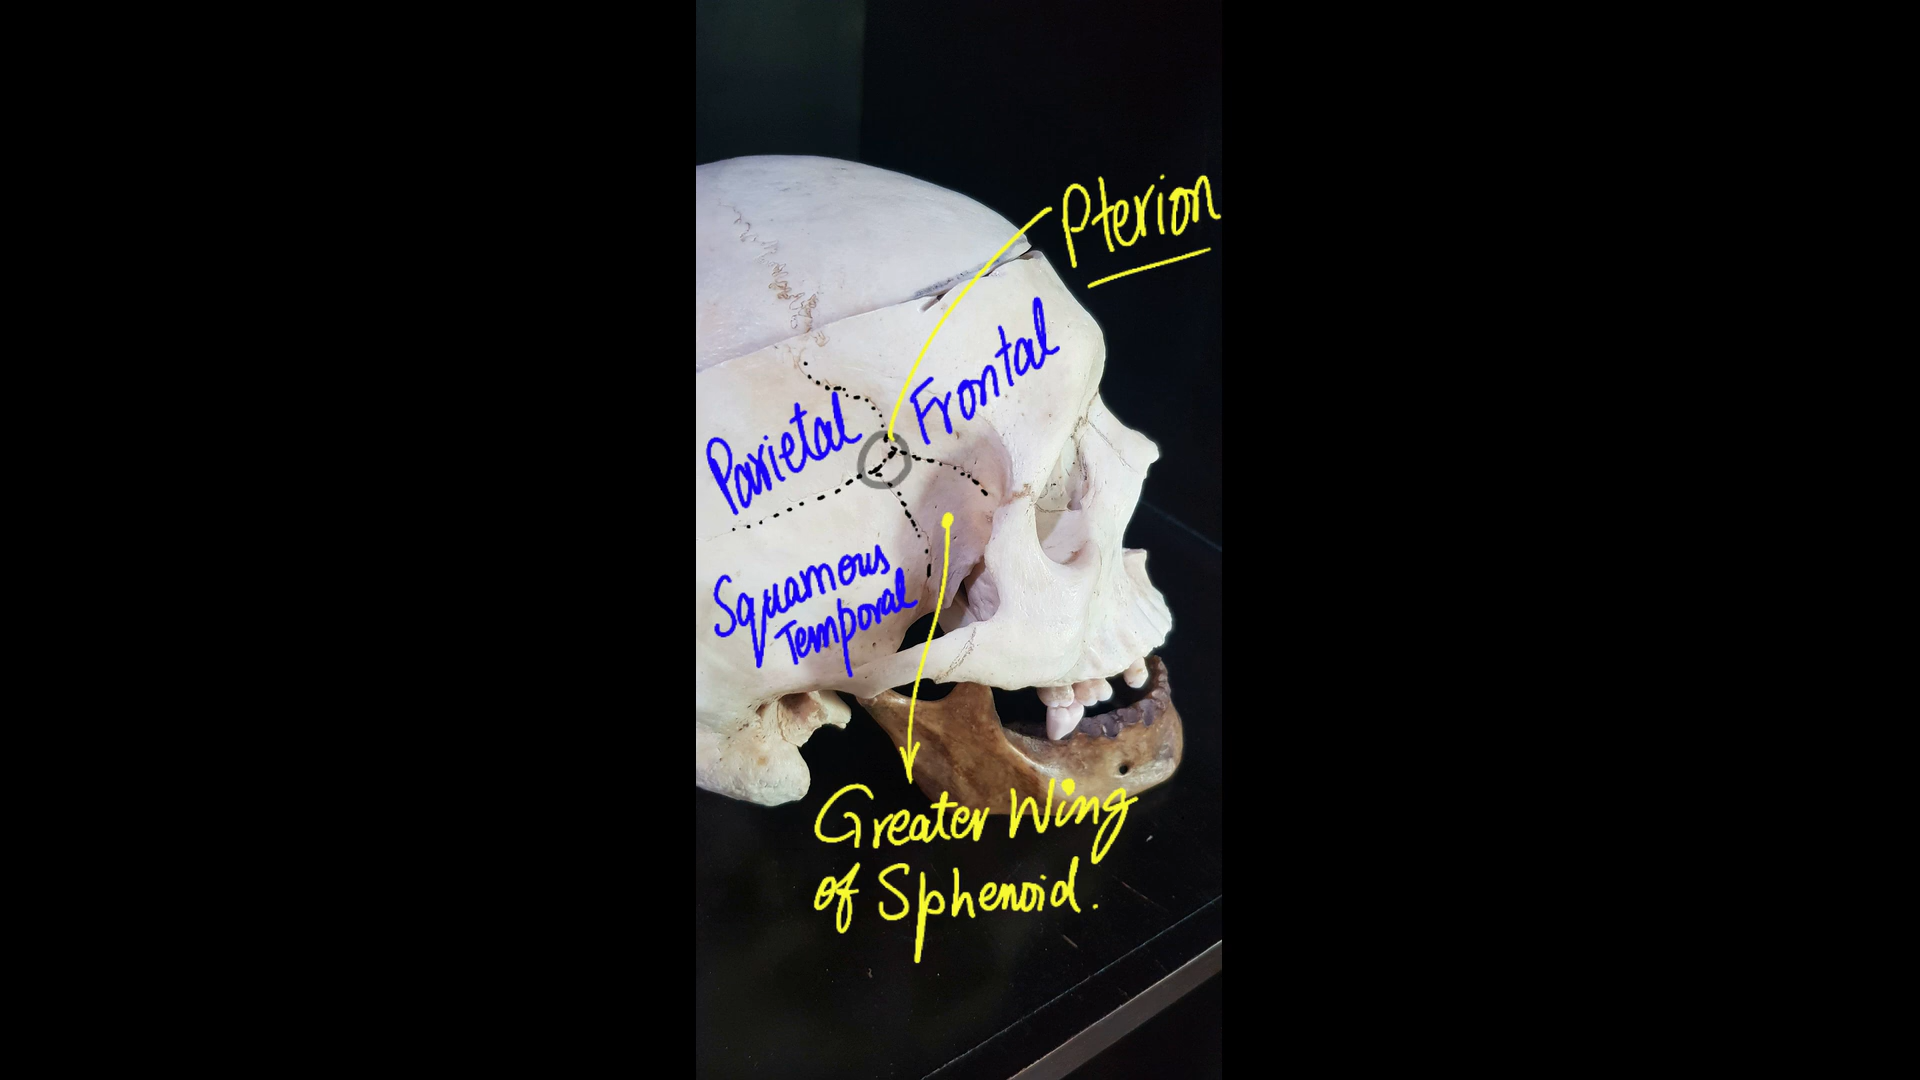 Pterion
Frontal
Parietal
Squamous
Temporal
Greater Wing
of Sphenoid.